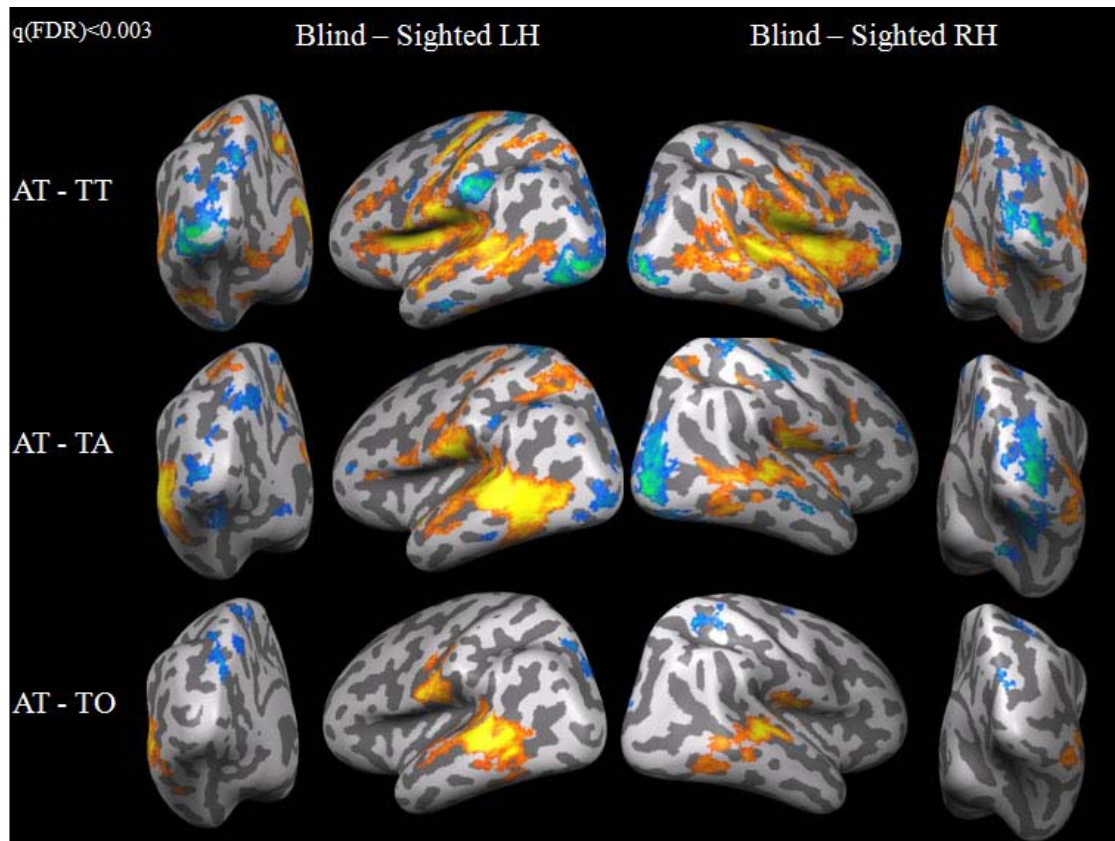 q(FDR)<0.003
Blind – Sighted LH
Blind – Sighted RH
AT - TT
AT - TA
AT - TO